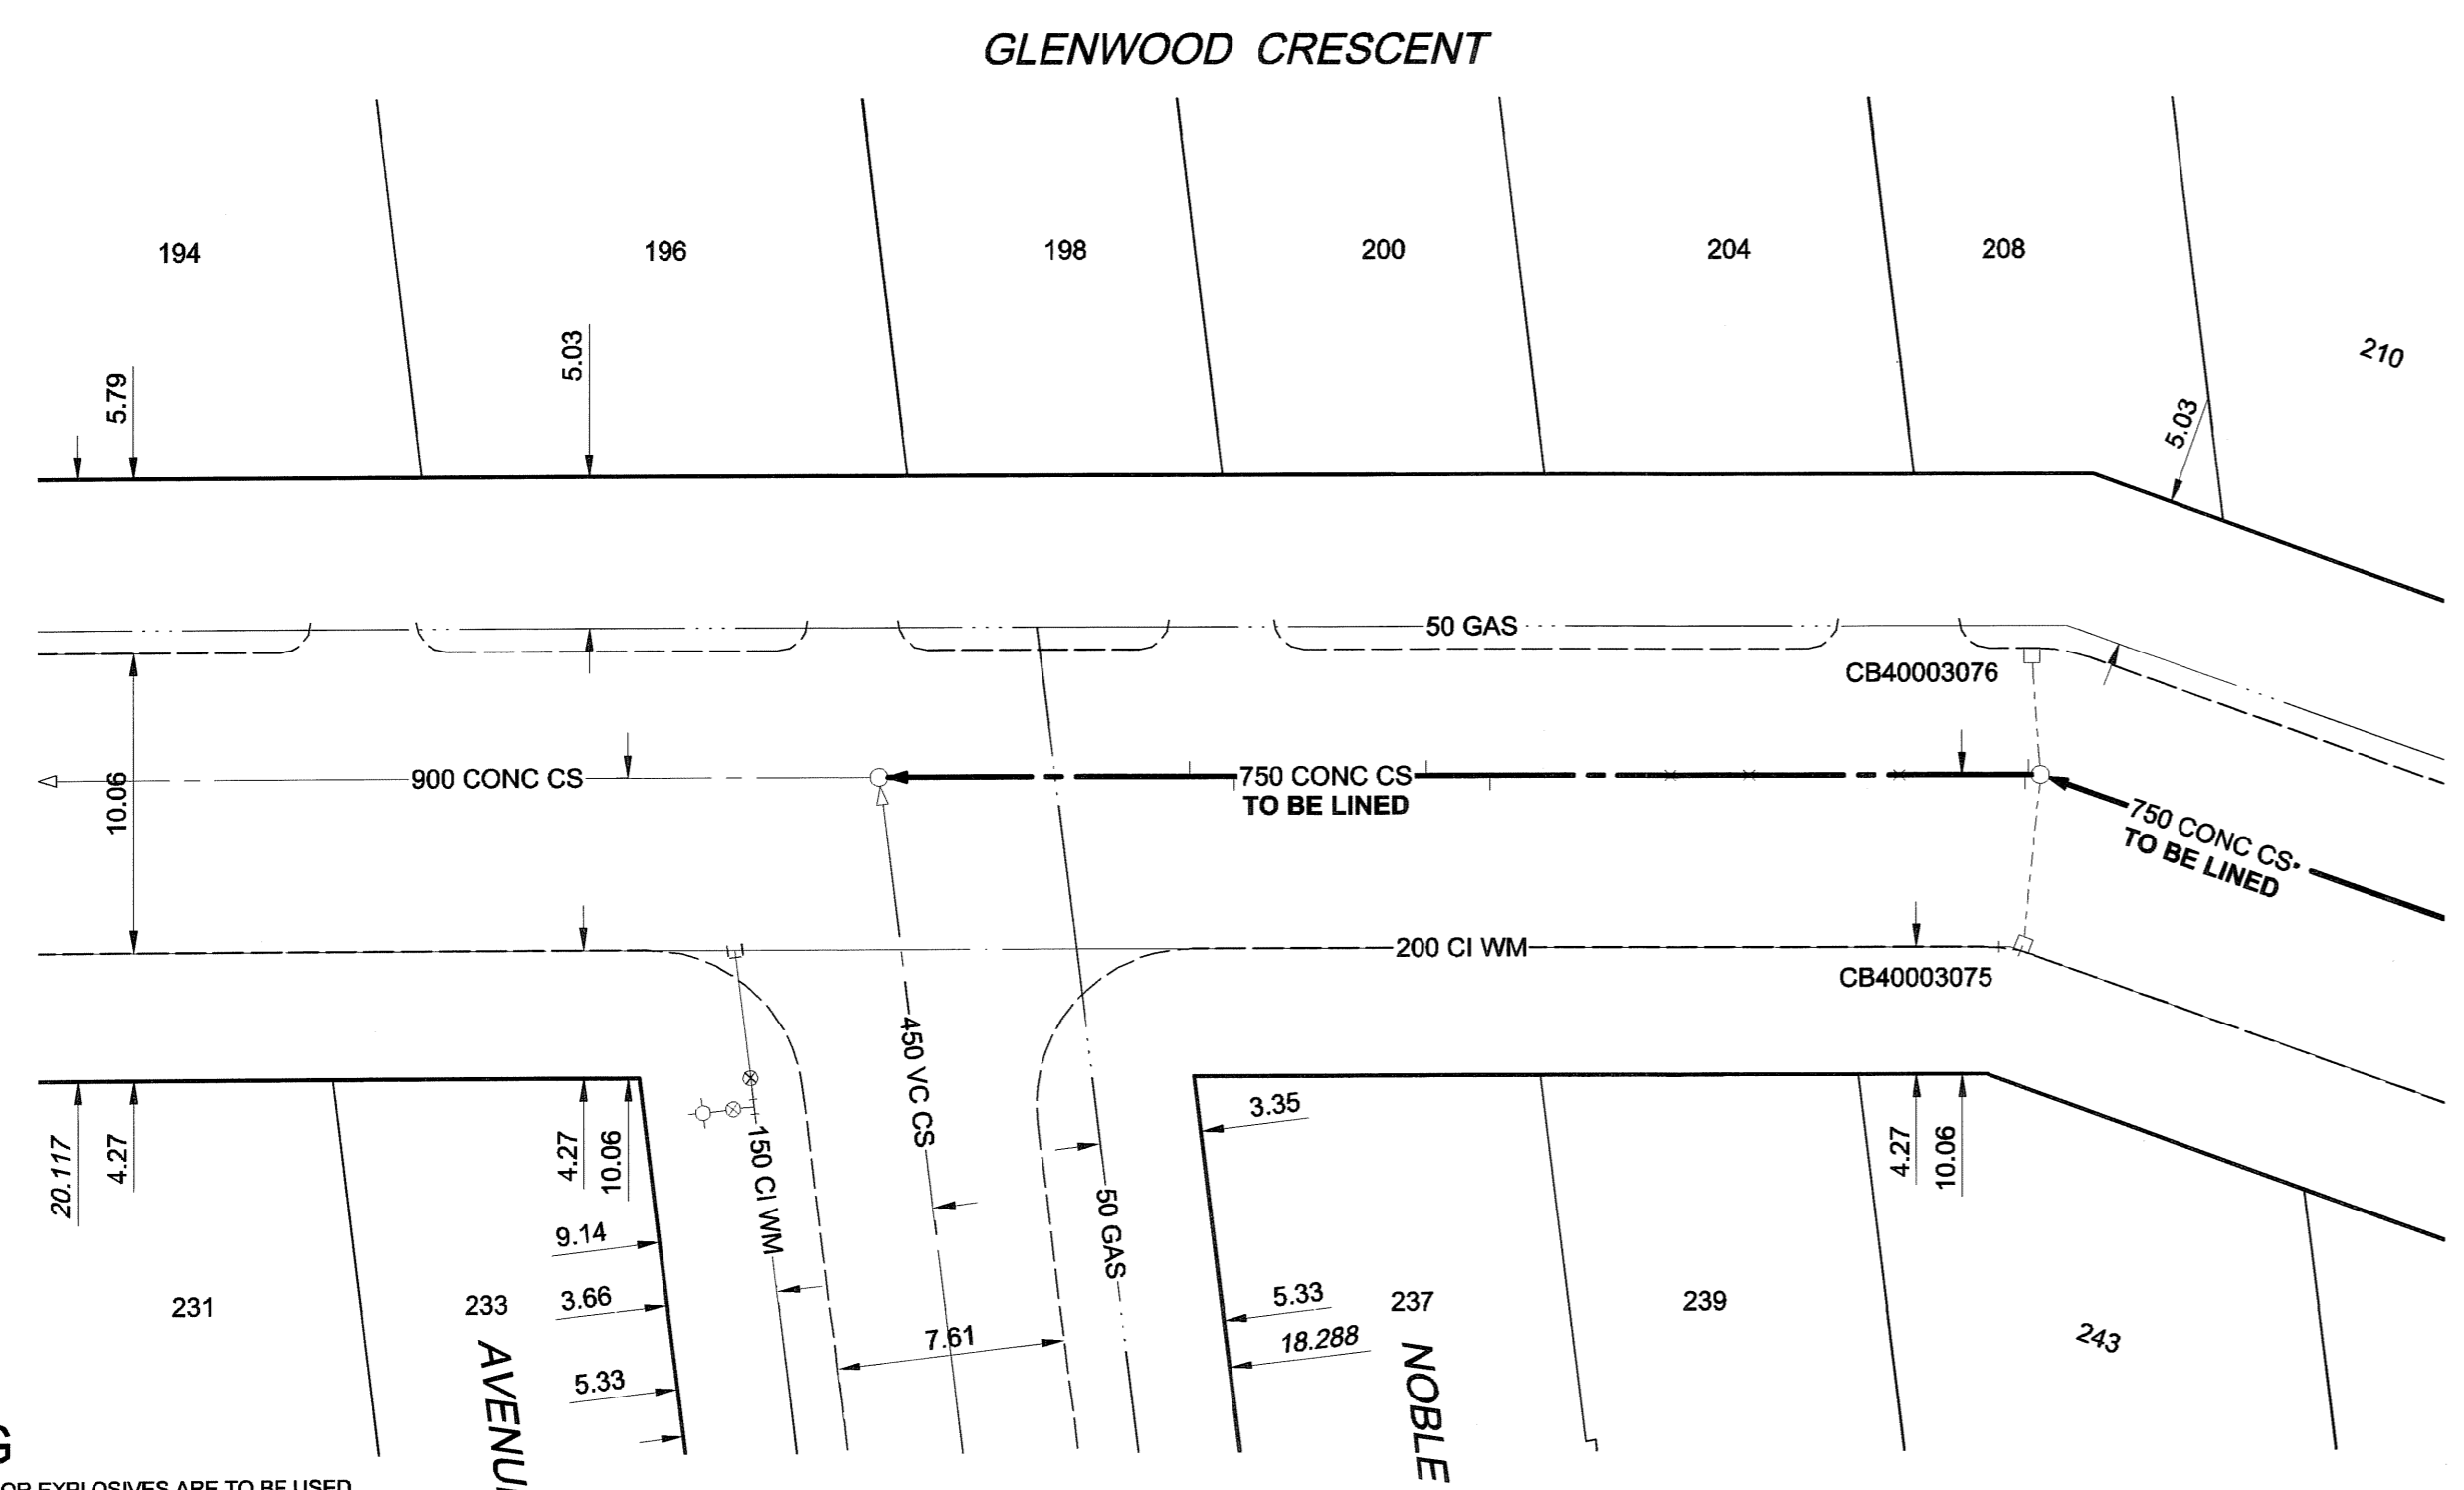 GLENWOOD CRESCENT
194
196
198
200
204
208
210
5.79
5.03
5.03
50 GAS
CB40003076
10.06
900 CONC CS
750 CONC CS
TO BE LINED
750 CONC CS
TO BE LINED
200 CI WM
CB40003075
450 VC CS
150 CI WM
50 GAS
20.117
4.27
4.27
10.06
3.35
4.27
10.06
9.14
3.66
5.33
7.61
5.33
18.288
231
233
237
239
243
AVENU
NOBLE
G
OR EXPLOSIVES ARE TO BE USED